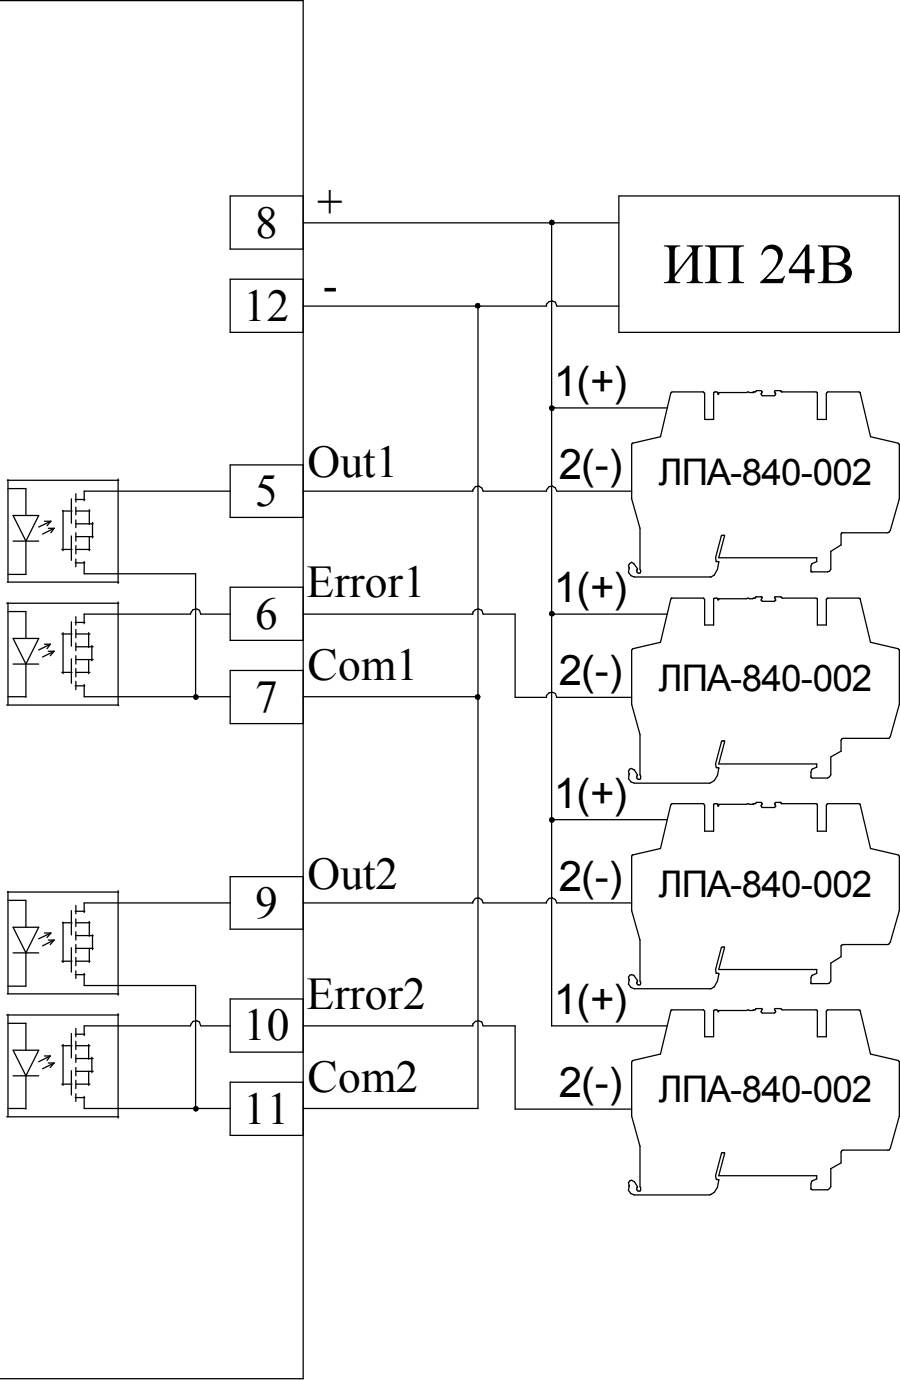 8 +
ИП 24В
12 -
1(+)
5 Out1 2(-) ЛПА-840-002
1(+)
6 Error1
7 Com1 2(-) ЛПА-840-002
1(+)
9 Out2 2(-) ЛПА-840-002
1(+)
10 Error2
11 Com2 2(-) ЛПА-840-002